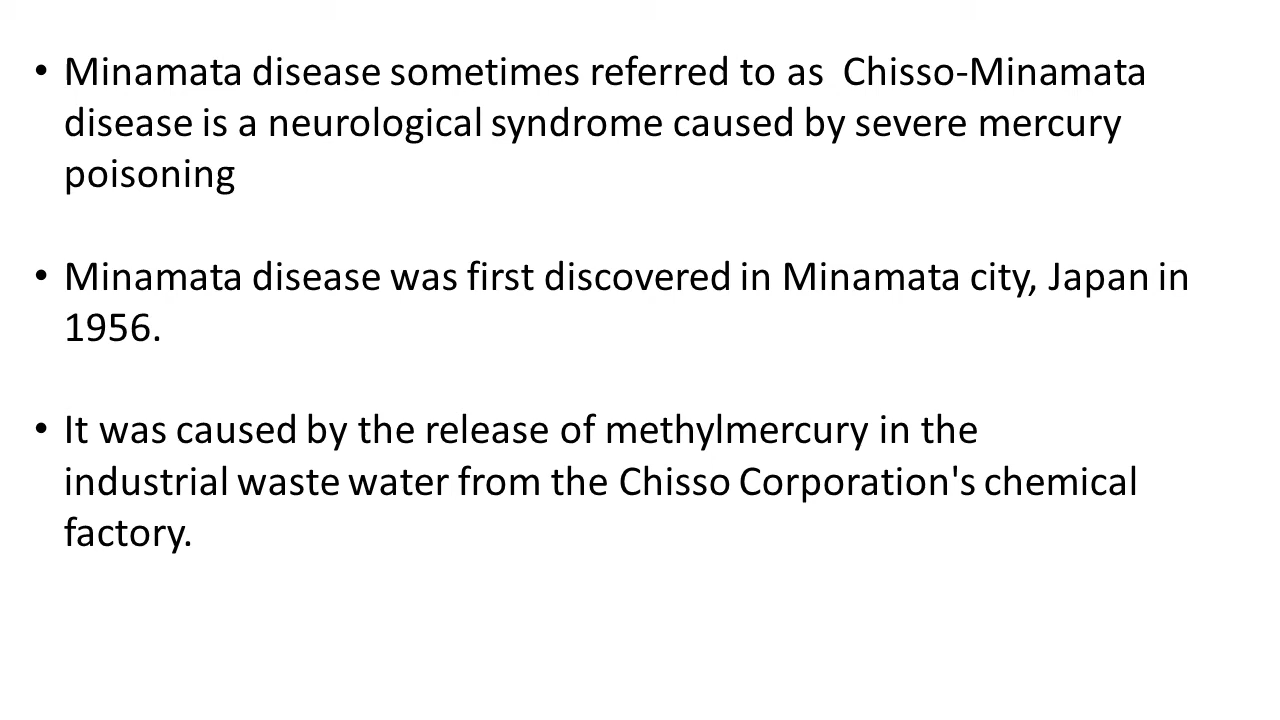 • Minamata disease sometimes referred to as  Chisso-Minamata
disease is a neurological syndrome caused by severe mercury
poisoning
• Minamata disease was first discovered in Minamata city, Japan in
1956.
• It was caused by the release of methylmercury in the
industrial waste water from the Chisso Corporation's chemical
factory.